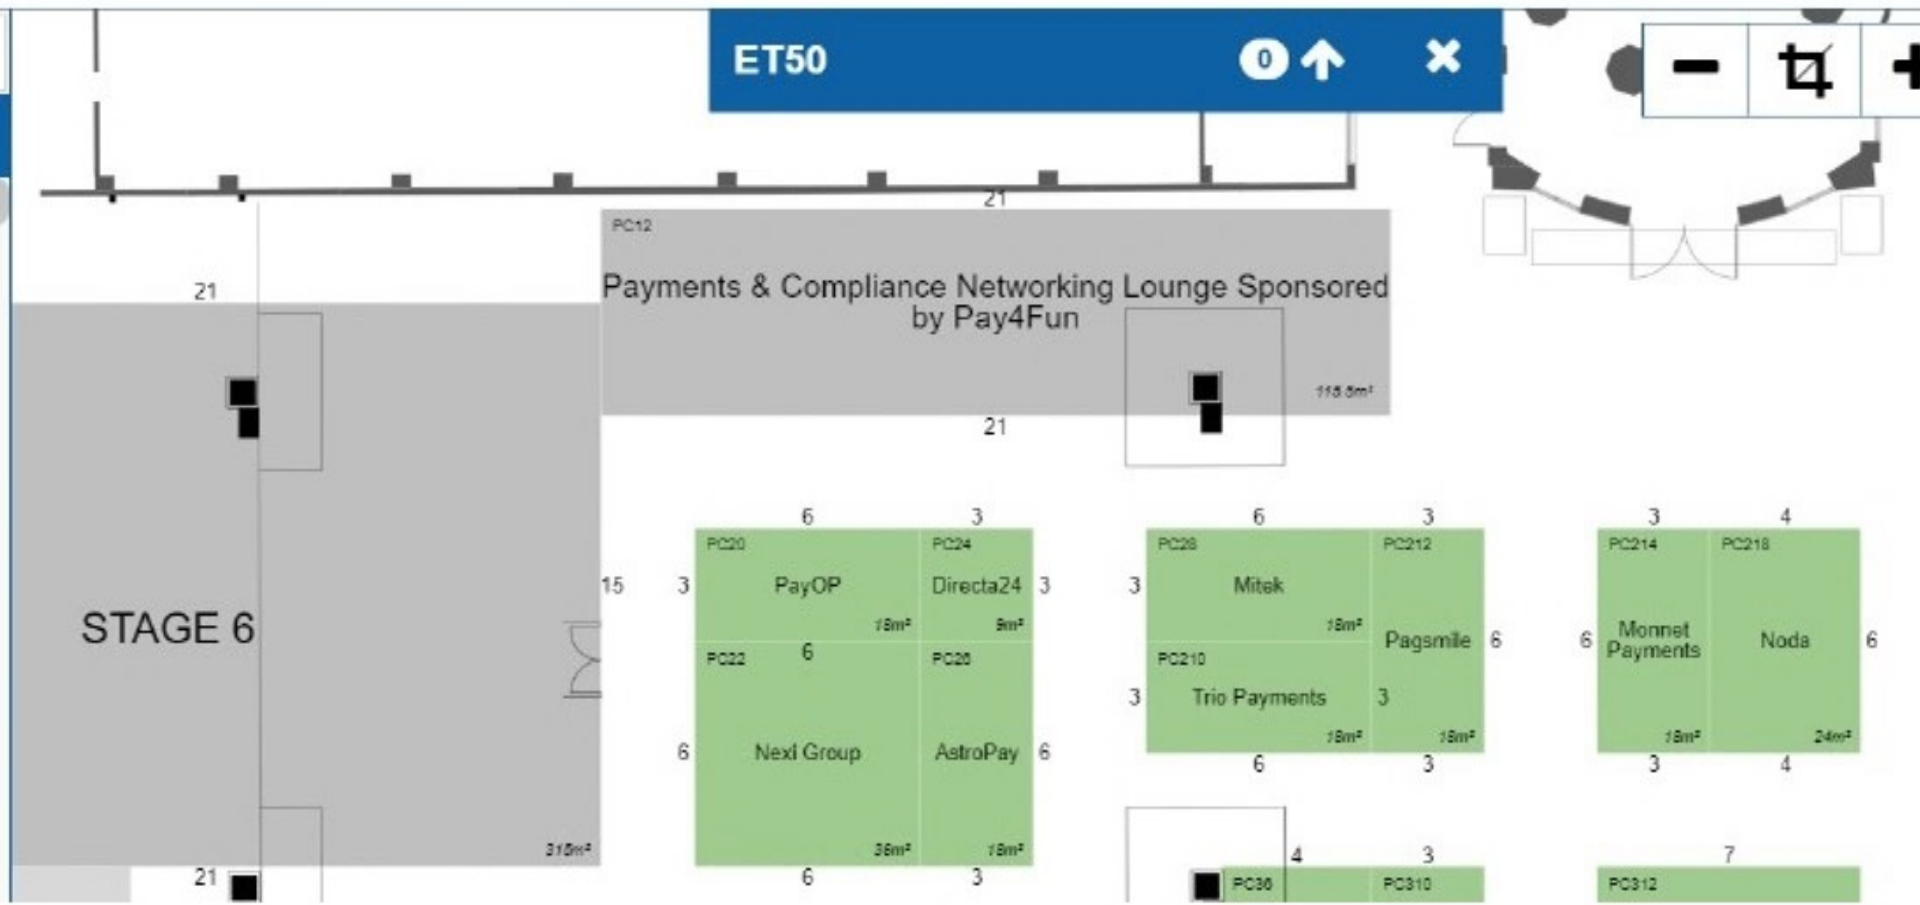 ET50
0
21
PC12
Payments & Compliance Networking Lounge Sponsored
by Pay4Fun
118.5m²
21
21
STAGE 6
15
315m²
21
6
3
PC20
PayOP
18m²
PC24
Directa24
9m²
3
3
PC22
6
Nexi Group
36m²
PC26
AstroPay
18m²
6
6
6
3
6
3
PC28
Mitek
18m²
PC212
Pagsmile
18m²
3
6
PC210
Trio Payments
18m²
3
3
6
3
3
4
PC214
Monnet
Payments
18m²
PC218
Noda
24m²
6
6
3
4
4
3
PC36
PC310
7
PC312